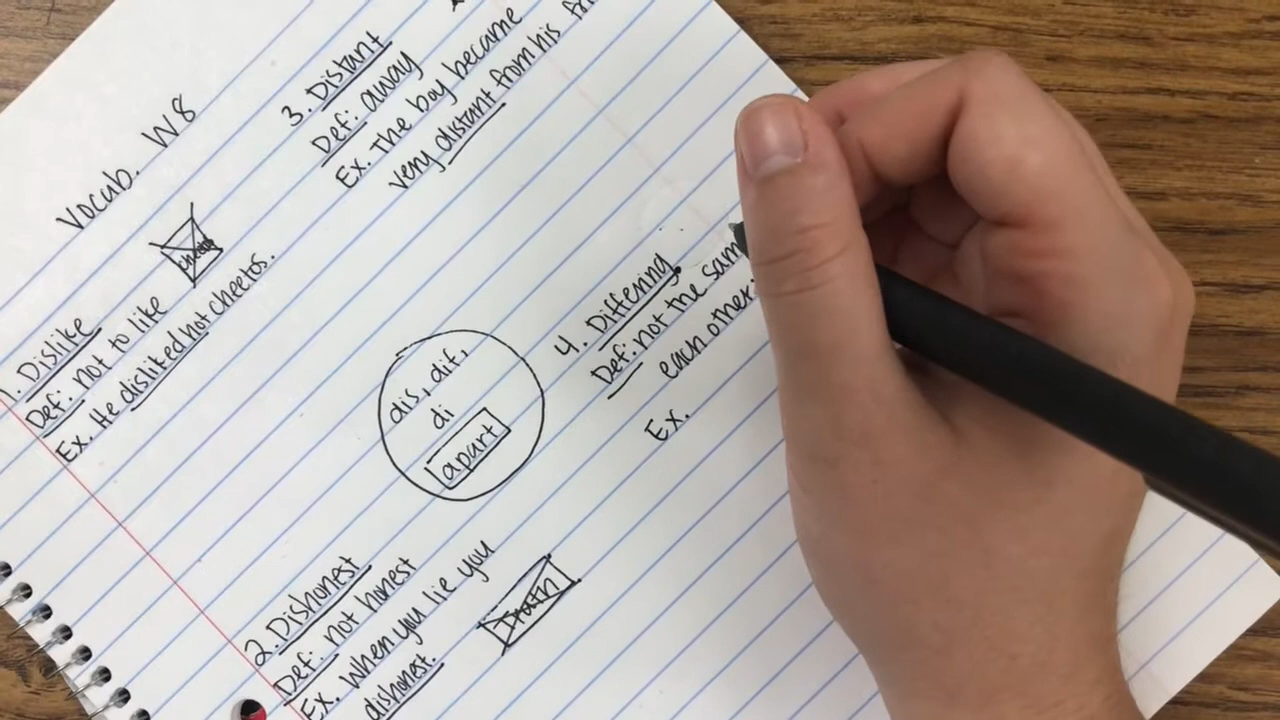 Vocab. W8
1. Dislike
Def: not to like
Ex. He disliked hot cheetos.
cheetos
3. Distant
Def: away
Ex. The boy became
very distant from his
dis, dif,
di
apart
4. Differing
Def: not the sam
each other.
Ex.
2. Dishonest
Def: not honest
Ex. When you lie you
dishonest.
Truth